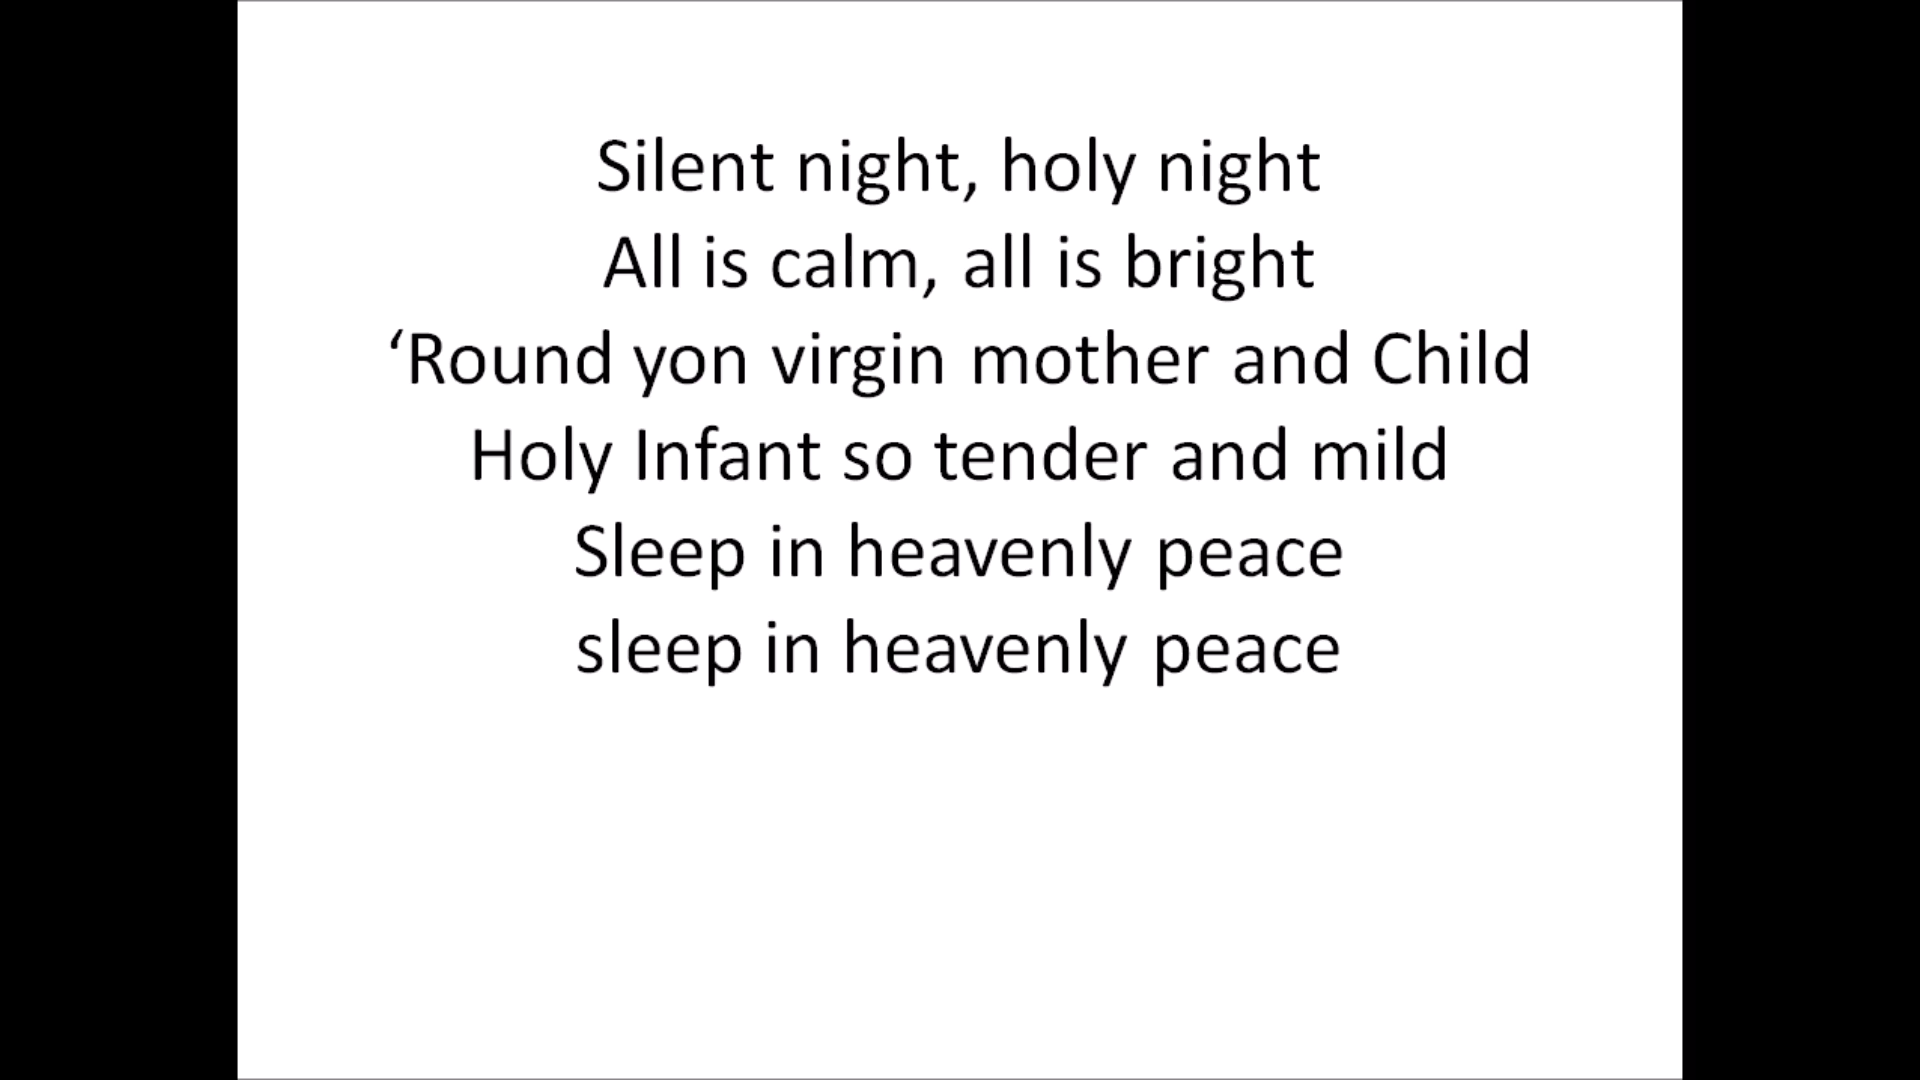 Silent night, holy night
All is calm, all is bright
‘Round yon virgin mother and Child
Holy Infant so tender and mild
Sleep in heavenly peace
sleep in heavenly peace